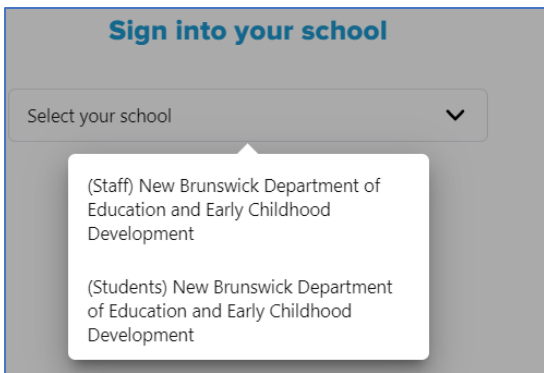 Sign into your school
Select your school
(Staff) New Brunswick Department of
Education and Early Childhood
Development
(Students) New Brunswick Department
of Education and Early Childhood
Development